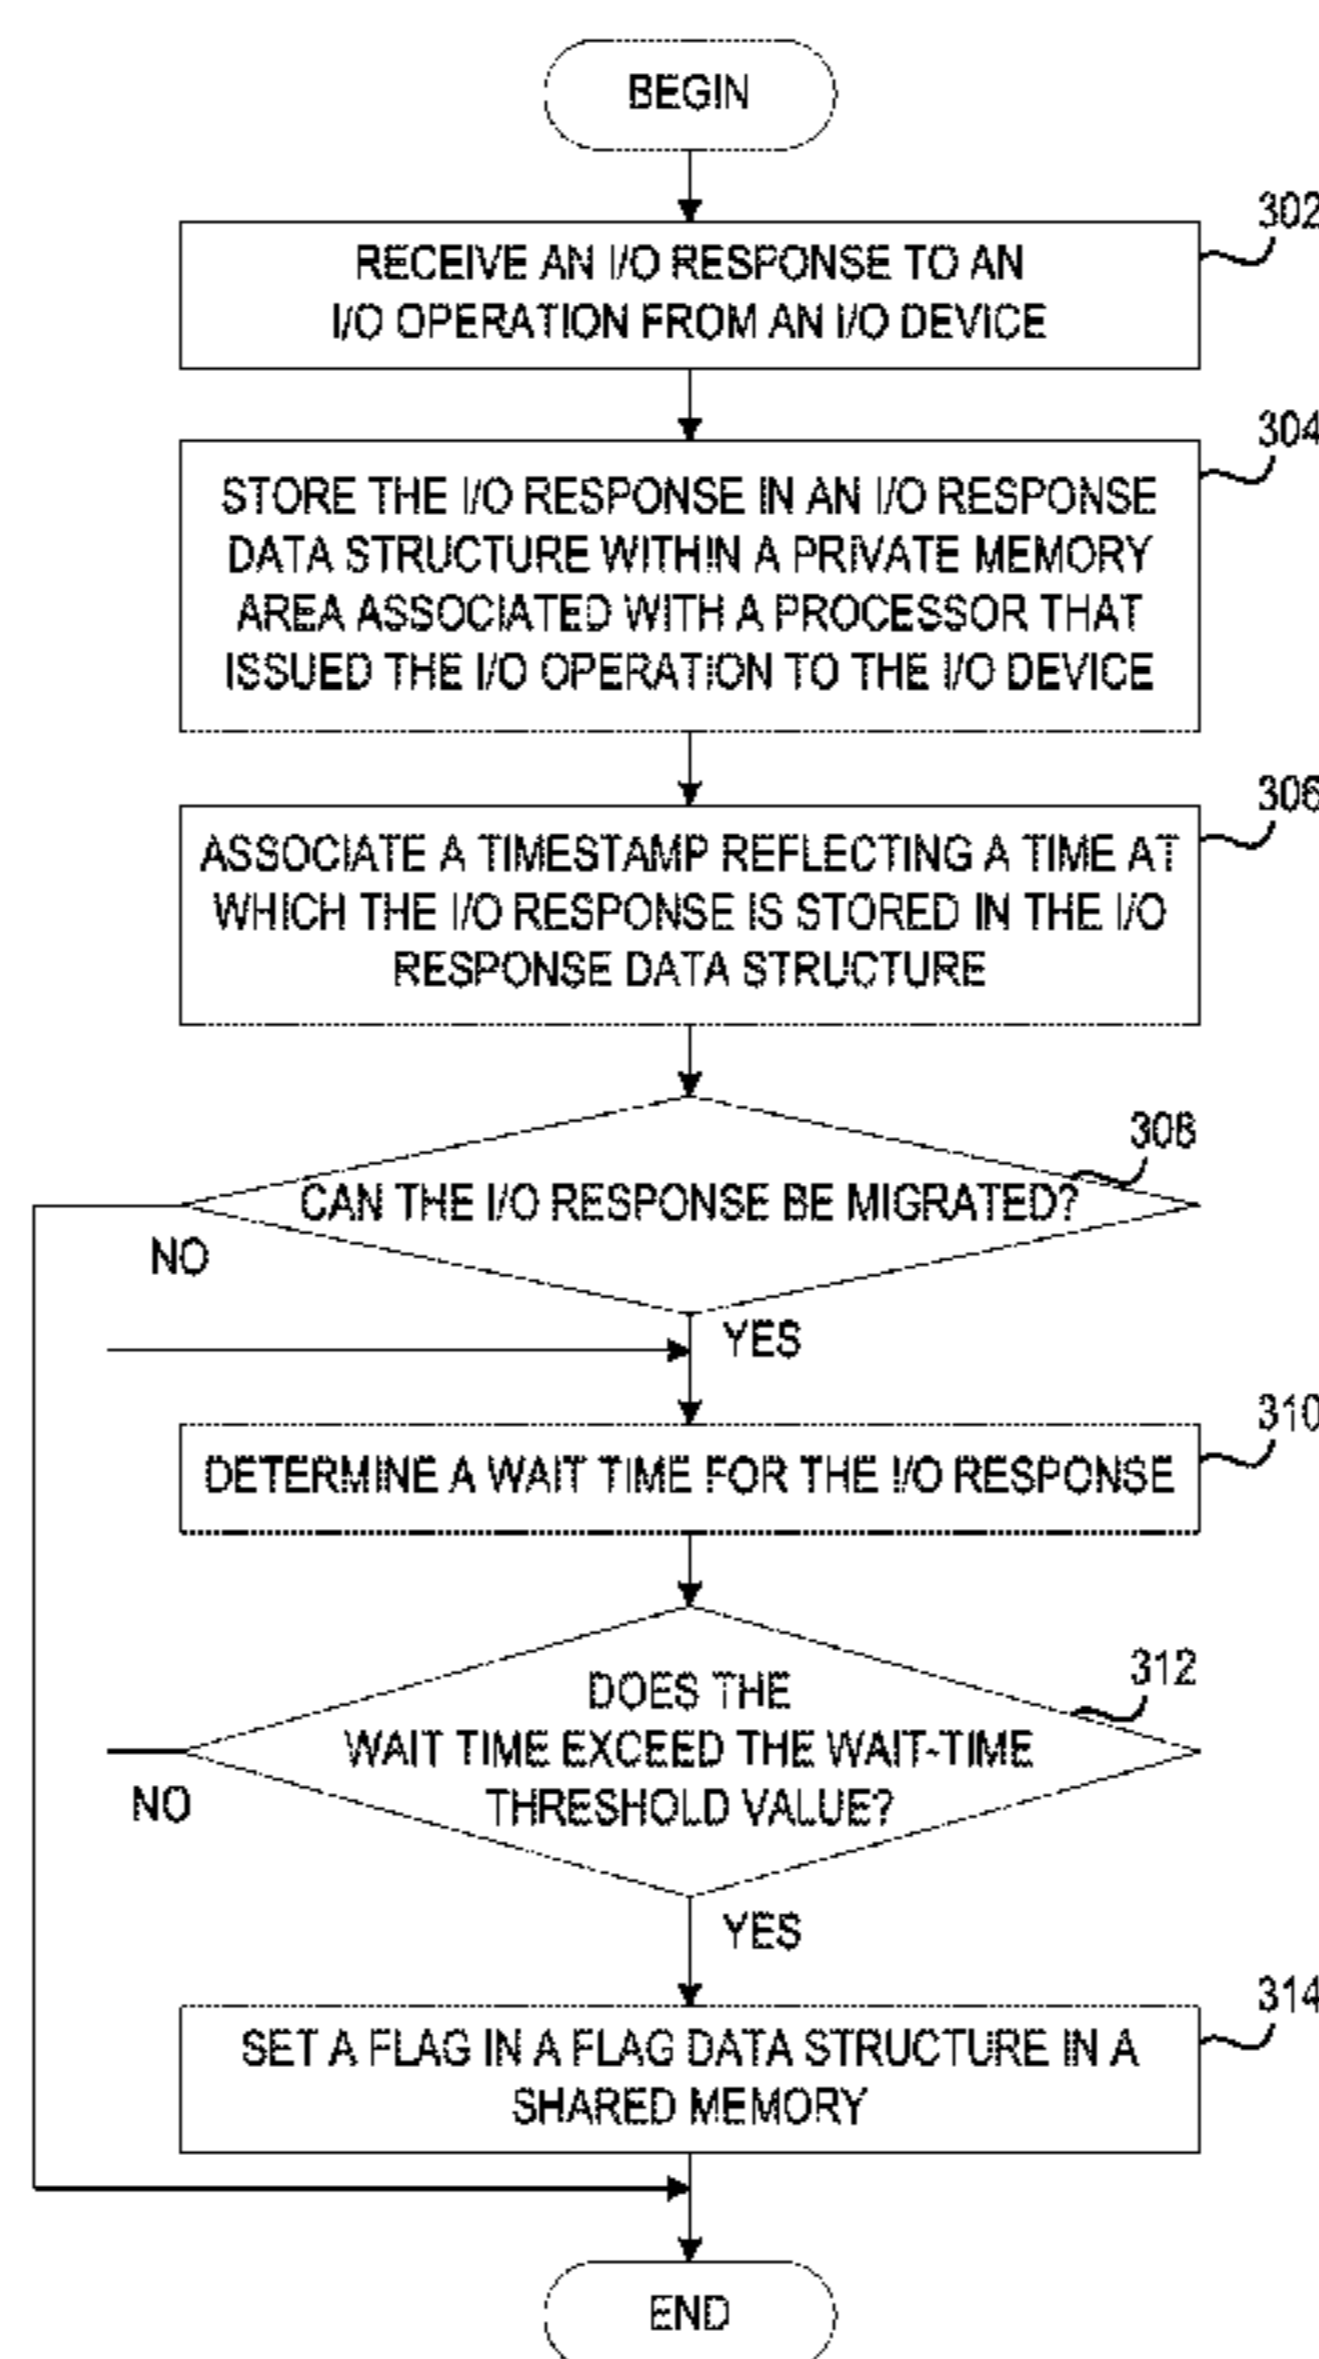 BEGIN
302
RECEIVE AN I/O RESPONSE TO AN
I/O OPERATION FROM AN I/O DEVICE
304
STORE THE I/O RESPONSE IN AN I/O RESPONSE
DATA STRUCTURE WITHIN A PRIVATE MEMORY
AREA ASSOCIATED WITH A PROCESSOR THAT
ISSUED THE I/O OPERATION TO THE I/O DEVICE
306
ASSOCIATE A TIMESTAMP REFLECTING A TIME AT
WHICH THE I/O RESPONSE IS STORED IN THE I/O
RESPONSE DATA STRUCTURE
308
CAN THE I/O RESPONSE BE MIGRATED?
NO
YES
310
DETERMINE A WAIT TIME FOR THE I/O RESPONSE
312
DOES THE
WAIT TIME EXCEED THE WAIT-TIME
THRESHOLD VALUE?
NO
YES
314
SET A FLAG IN A FLAG DATA STRUCTURE IN A
SHARED MEMORY
END